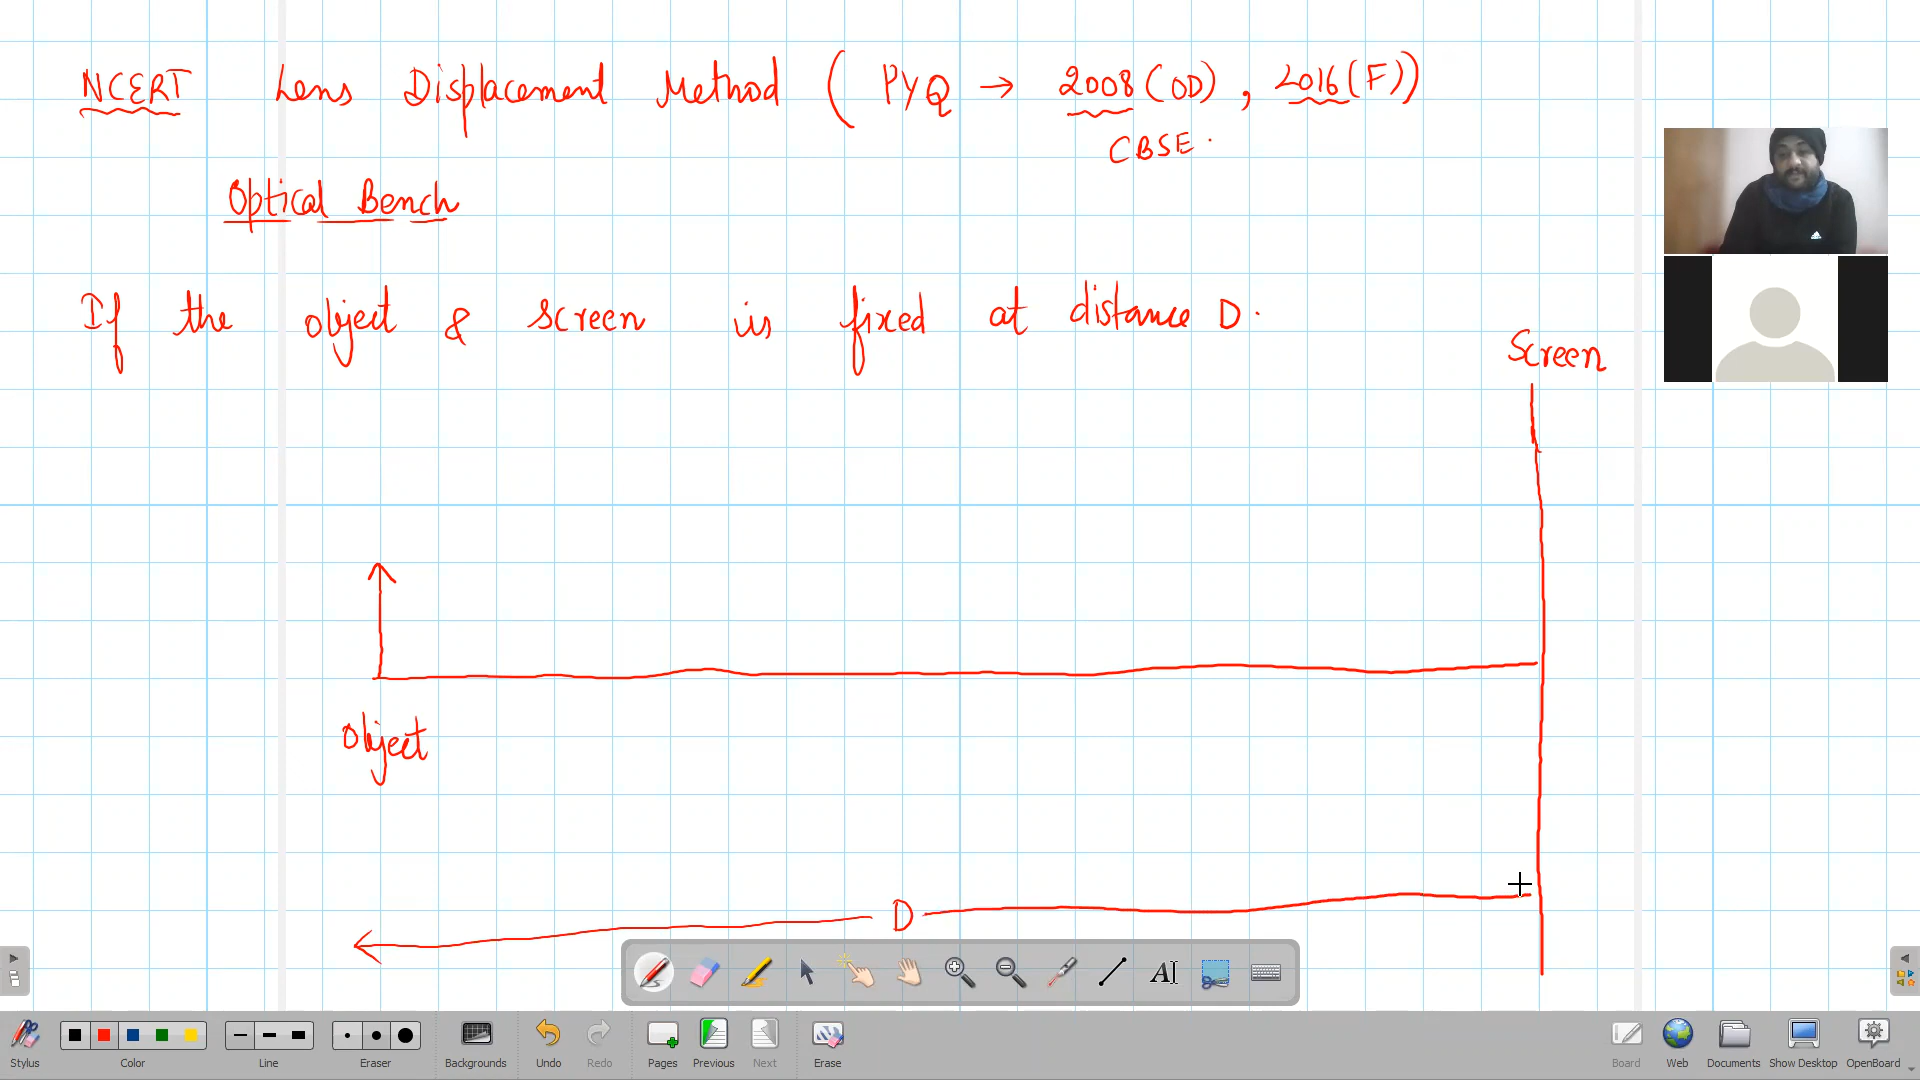 NCERT Lens Displacement Method ( PYQ → 2008 (OD) , 2016 (F))
CBSE.
Optical Bench
If the object & screen is fixed at distance D.
Screen
Object
D
Stylus Color Line Eraser Backgrounds Undo Redo Pages Previous Next Erase Board Web Documents Show Desktop OpenBoard